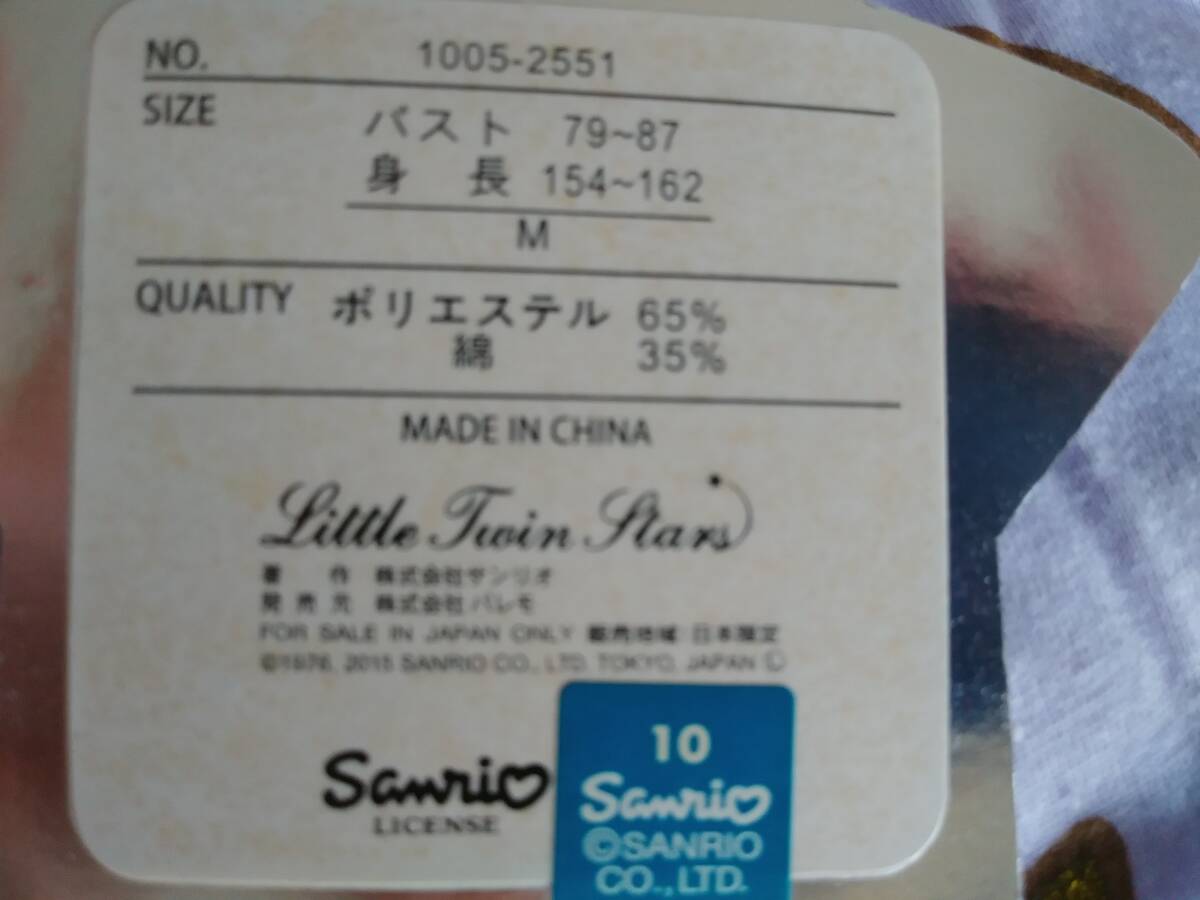 NO. 1005-2551
SIZE バスト 79~87
身 長 154~162
M
QUALITY ポリエステル 65%
綿 35%
MADE IN CHINA
Little Twin Stars
著 作 株式会社サンリオ
発 売 元 株式会社パレモ
FOR SALE IN JAPAN ONLY 販売地域:日本限定
©1976, 2015 SANRIO CO., LTD. TOKYO, JAPAN Ⓛ
Sanrio
LICENSE
10
Sanrio
©SANRIO
CO.,LTD.